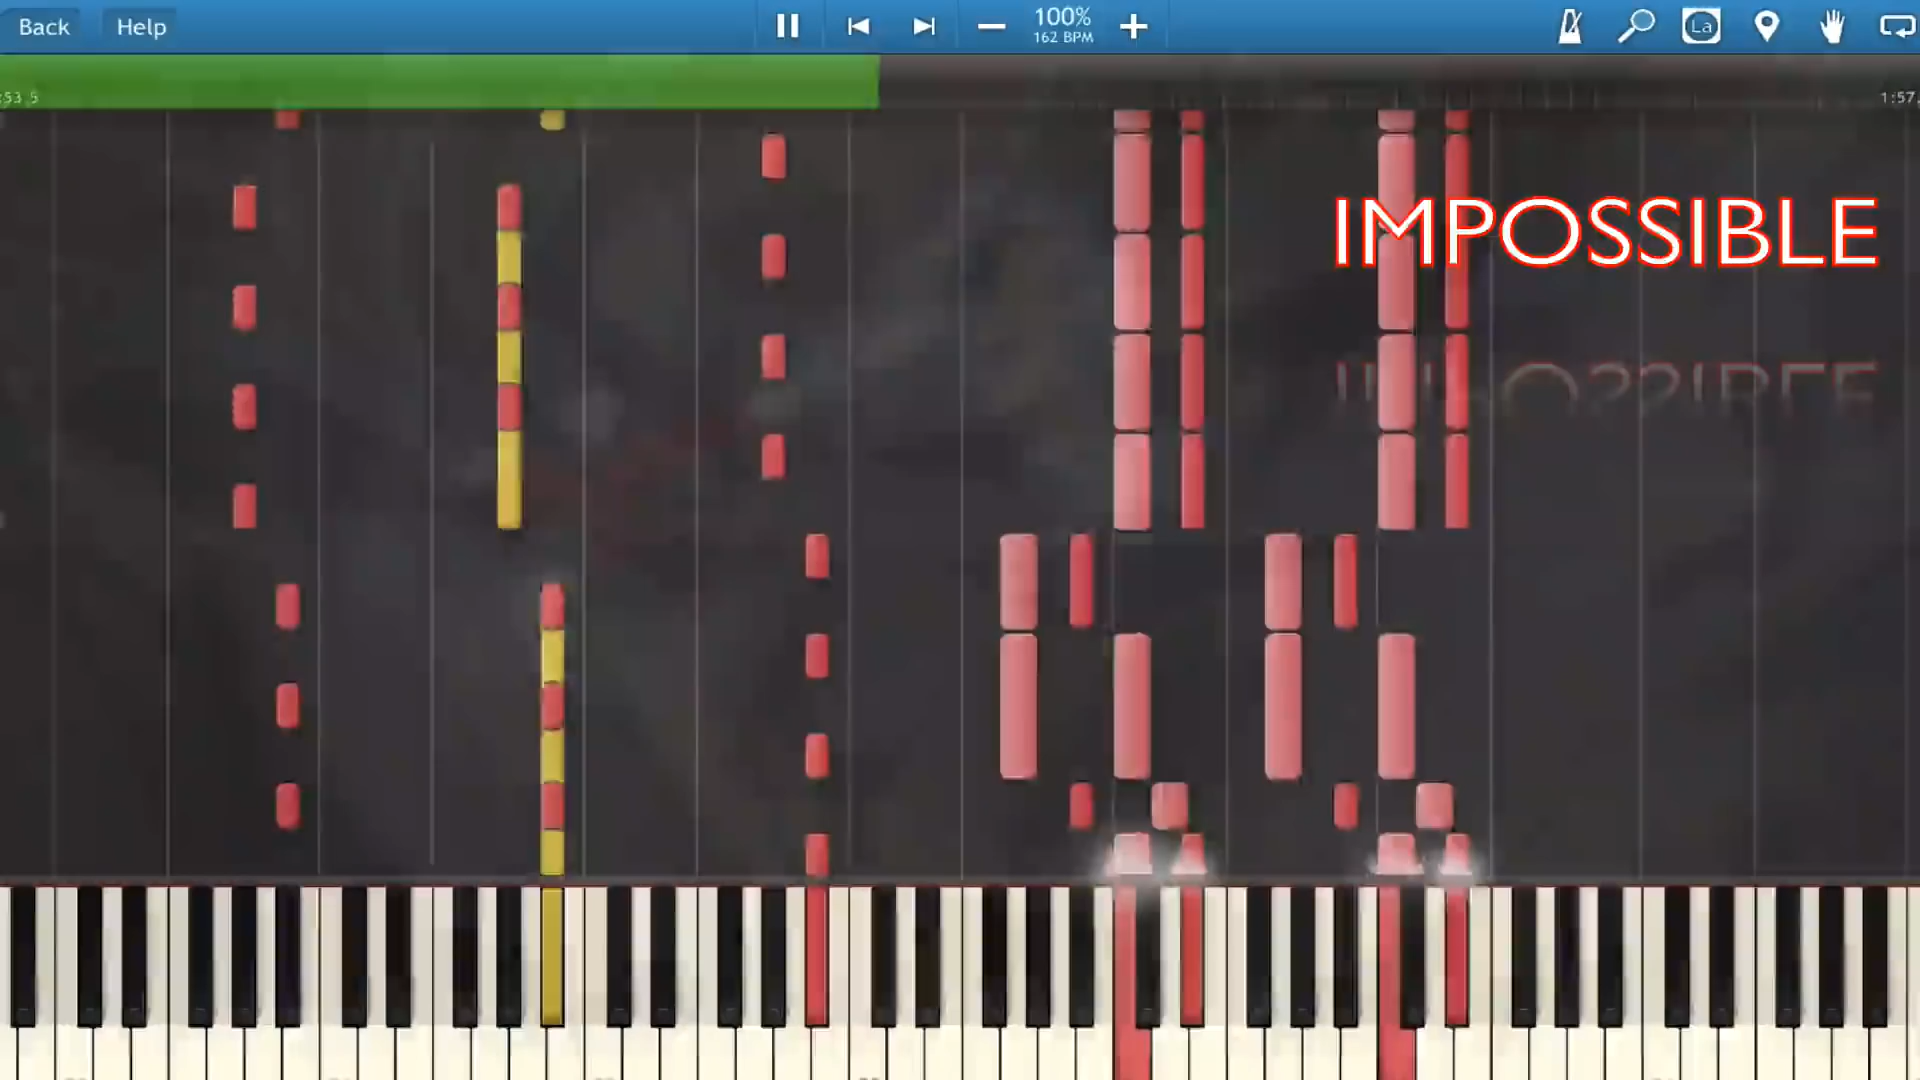 Back Help 100%
162 BPM
La
:53.5 1:57.
IMPOSSIBLE